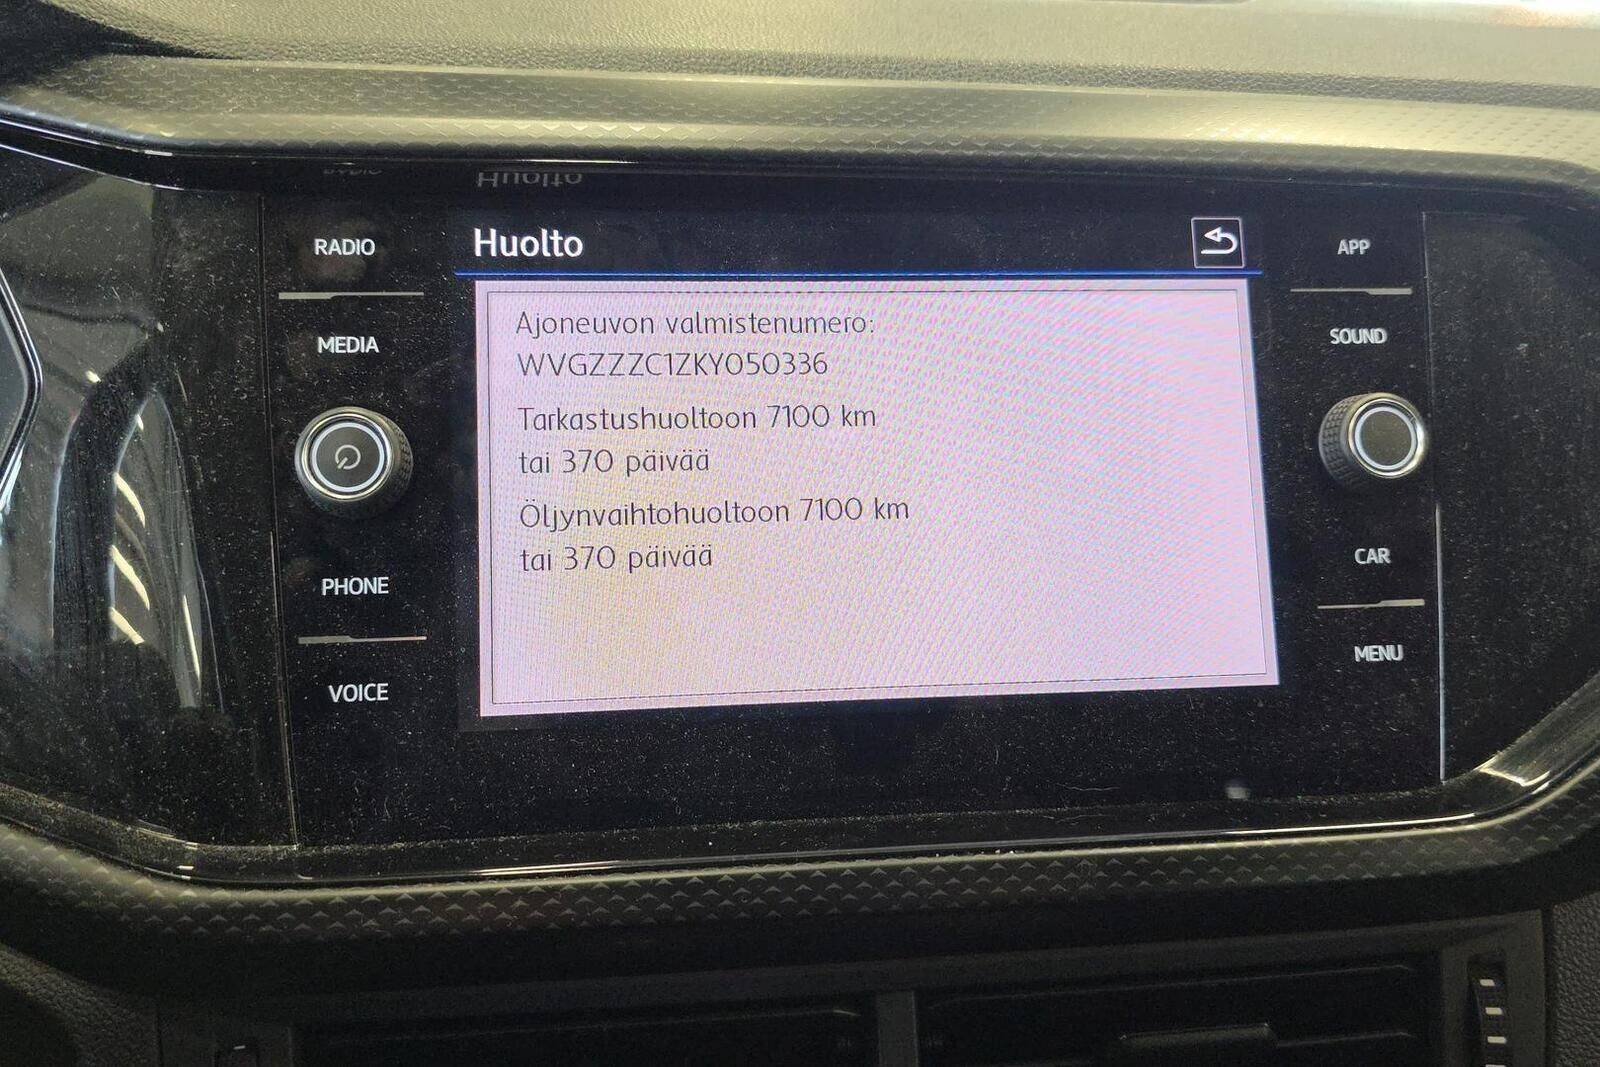 Huolto
RADIO
MEDIA
PHONE
VOICE
Ajoneuvon valmistenumero:
WVGZZZC1ZKY050336
Tarkastushuoltoon 7100 km
tai 370 päivää
Öljynvaihtohuoltoon 7100 km
tai 370 päivää
APP
SOUND
CAR
MENU